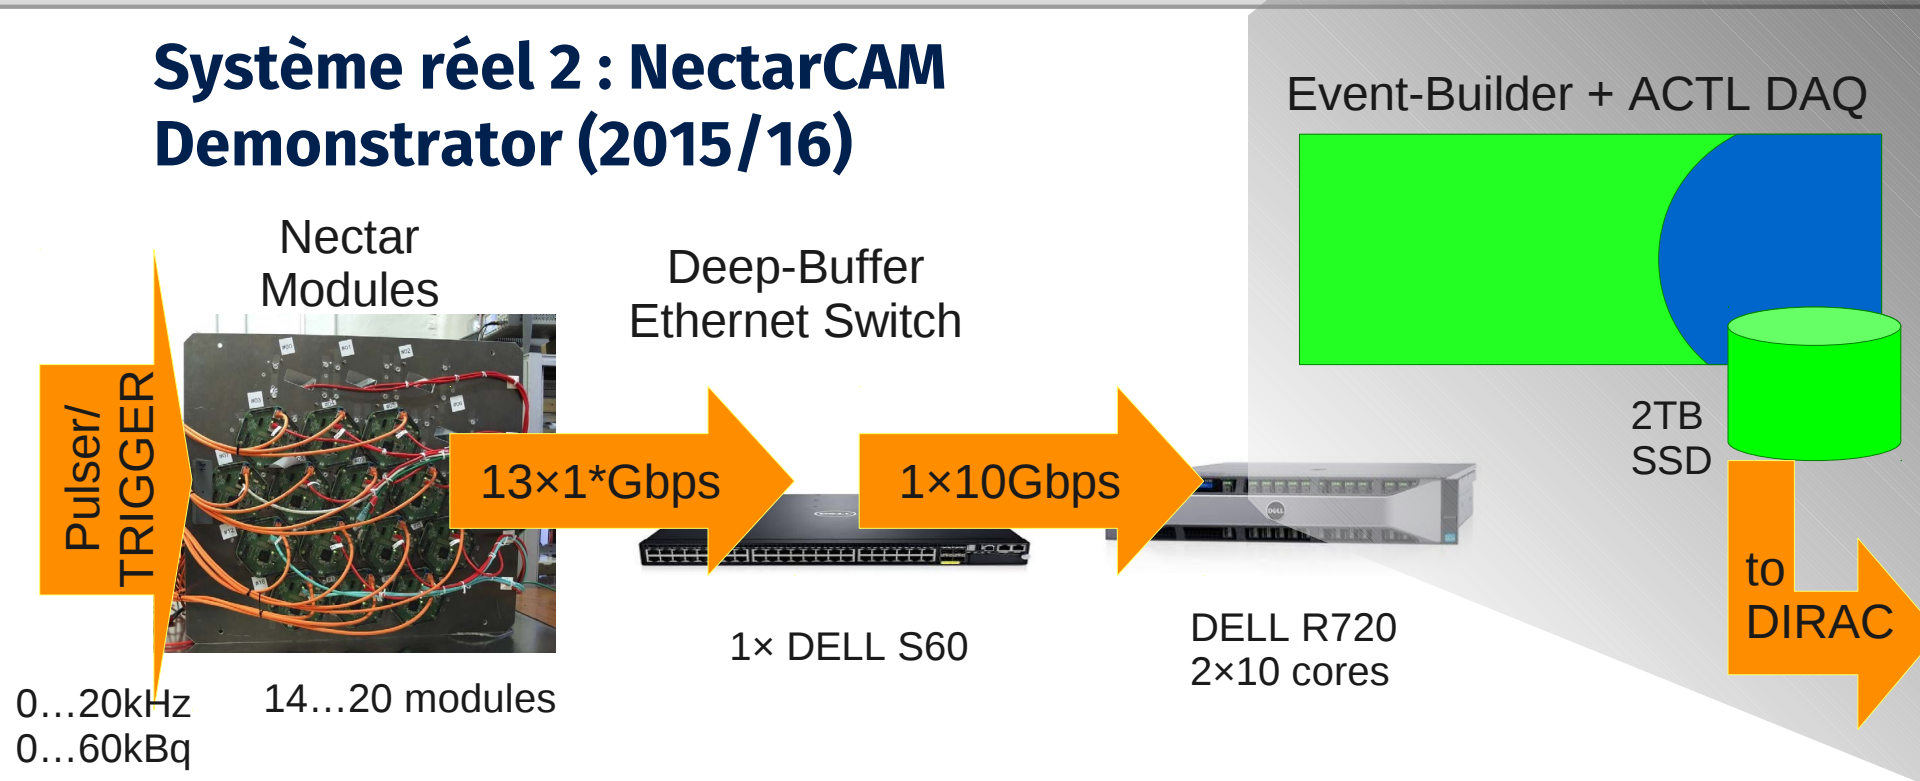 Système réel 2 : NectarCAM
Demonstrator (2015/16)
Event-Builder + ACTL DAQ
Nectar
Modules
Deep-Buffer
Ethernet Switch
Pulser/
TRIGGER
13×1*Gbps
1×10Gbps
2TB
SSD
to
DIRAC
1× DELL S60
DELL R720
2×10 cores
14…20 modules
0…20kHz
0…60kBq
DELL